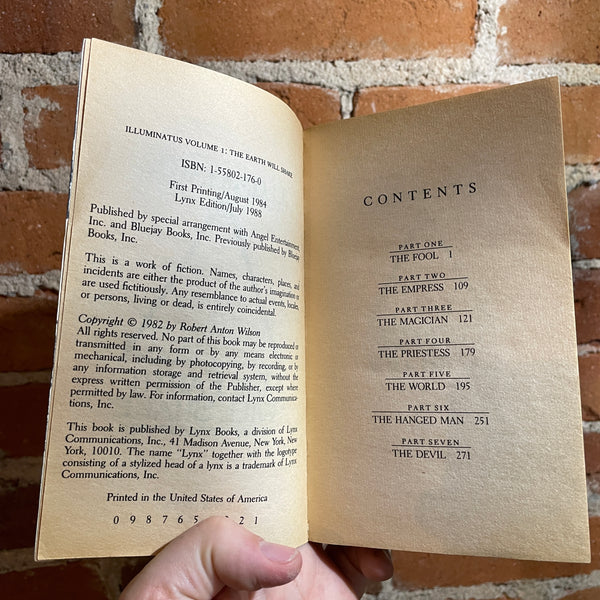 ILLUMINATUS VOLUME 1: THE EARTH WILL SHAKE
ISBN: 1-55802-176-0
First Printing/August 1984
Lynx Edition/July 1988
Published by special arrangement with Angel Entertainment,
Inc. and Bluejay Books, Inc. Previously published by Bluejay
Books, Inc.
This is a work of fiction. Names, characters, places, and
incidents are either the product of the author's imagination or
are used fictitiously. Any resemblance to actual events, locales,
or persons, living or dead, is entirely coincidental.
Copyright © 1982 by Robert Anton Wilson
All rights reserved. No part of this book may be reproduced or
transmitted in any form or by any means electronic or
mechanical, including by photocopying, by recording, or by
any information storage and retrieval system, without the
express written permission of the Publisher, except where
permitted by law. For information, contact Lynx Communica-
tions, Inc.
This book is published by Lynx Books, a division of Lynx
Communications, Inc., 41 Madison Avenue, New York, New
York, 10010. The name "Lynx" together with the logotype
consisting of a stylized head of a lynx is a trademark of Lynx
Communications, Inc.
Printed in the United States of America
0 9 8 7 6 5 2 1
CONTENTS
PART ONE
THE FOOL 1
PART TWO
THE EMPRESS 109
PART THREE
THE MAGICIAN 121
PART FOUR
THE PRIESTESS 179
PART FIVE
THE WORLD 195
PART SIX
THE HANGED MAN 251
PART SEVEN
THE DEVIL 271